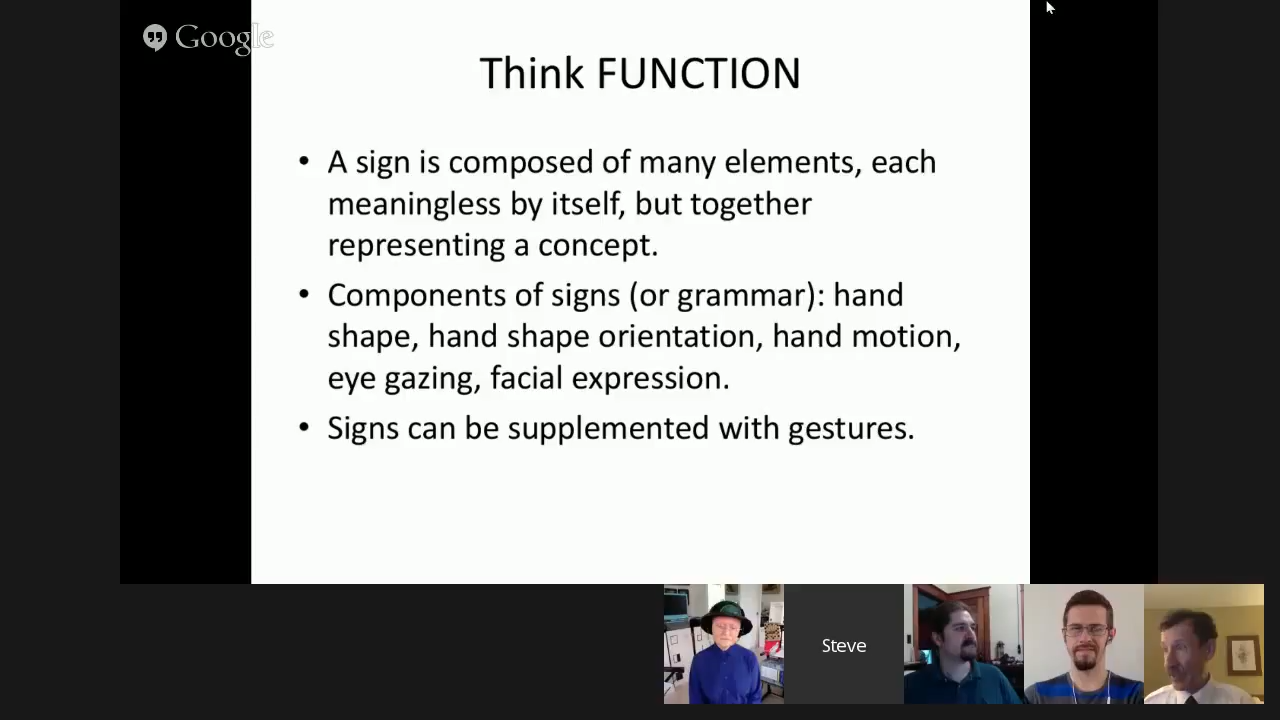 Google
Think FUNCTION
• A sign is composed of many elements, each
meaningless by itself, but together
representing a concept.
• Components of signs (or grammar): hand
shape, hand shape orientation, hand motion,
eye gazing, facial expression.
• Signs can be supplemented with gestures.
Steve